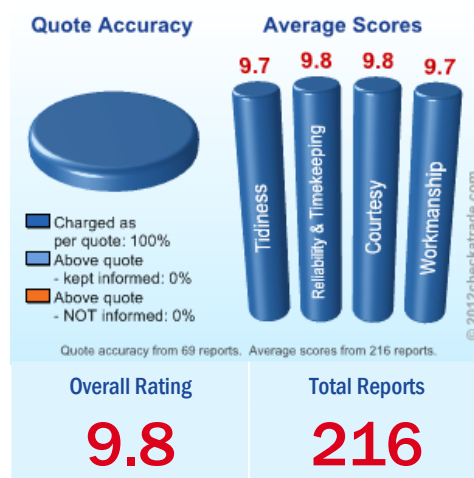 Quote Accuracy
Average Scores
9.7
9.8
9.8
9.7
Tidiness
Reliability & Timekeeping
Courtesy
Workmanship
Charged as
per quote: 100%
Above quote
- kept informed: 0%
Above quote
- NOT informed: 0%
© 2012checkatrade.com
Quote accuracy from 69 reports. Average scores from 216 reports.
Overall Rating
Total Reports
9.8
216